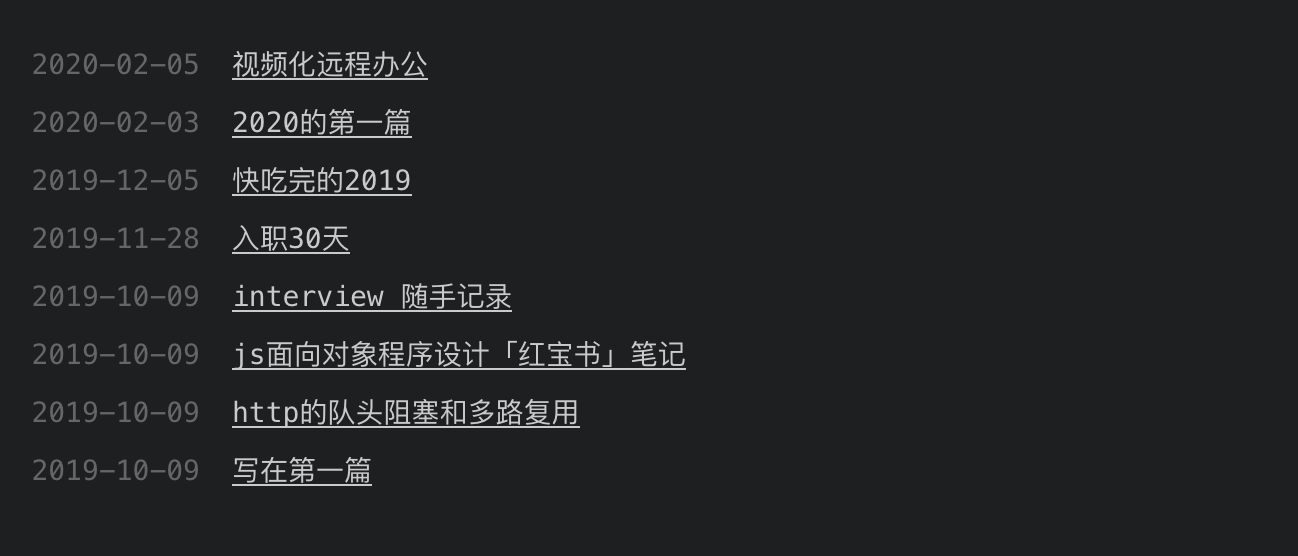 2020-02-05 视频化远程办公
2020-02-03 2020的第一篇
2019-12-05 快吃完的2019
2019-11-28 入职30天
2019-10-09 interview 随手记录
2019-10-09 js面向对象程序设计「红宝书」笔记
2019-10-09 http的队头阻塞和多路复用
2019-10-09 写在第一篇